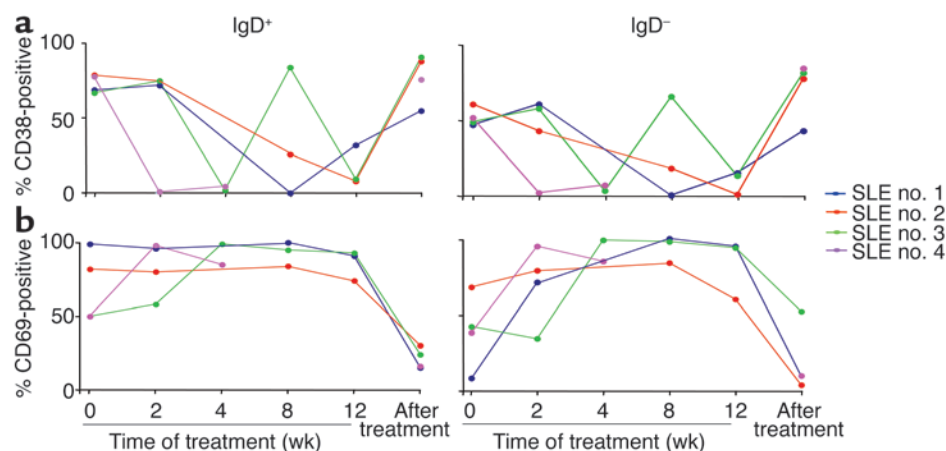 a
IgD⁺
IgD⁻
% CD38-positive
100
50
0
SLE no. 1
SLE no. 2
SLE no. 3
SLE no. 4
b
% CD69-positive
100
50
0
0 2 4 8 12 After treatment
Time of treatment (wk)
0 2 4 8 12 After treatment
Time of treatment (wk)